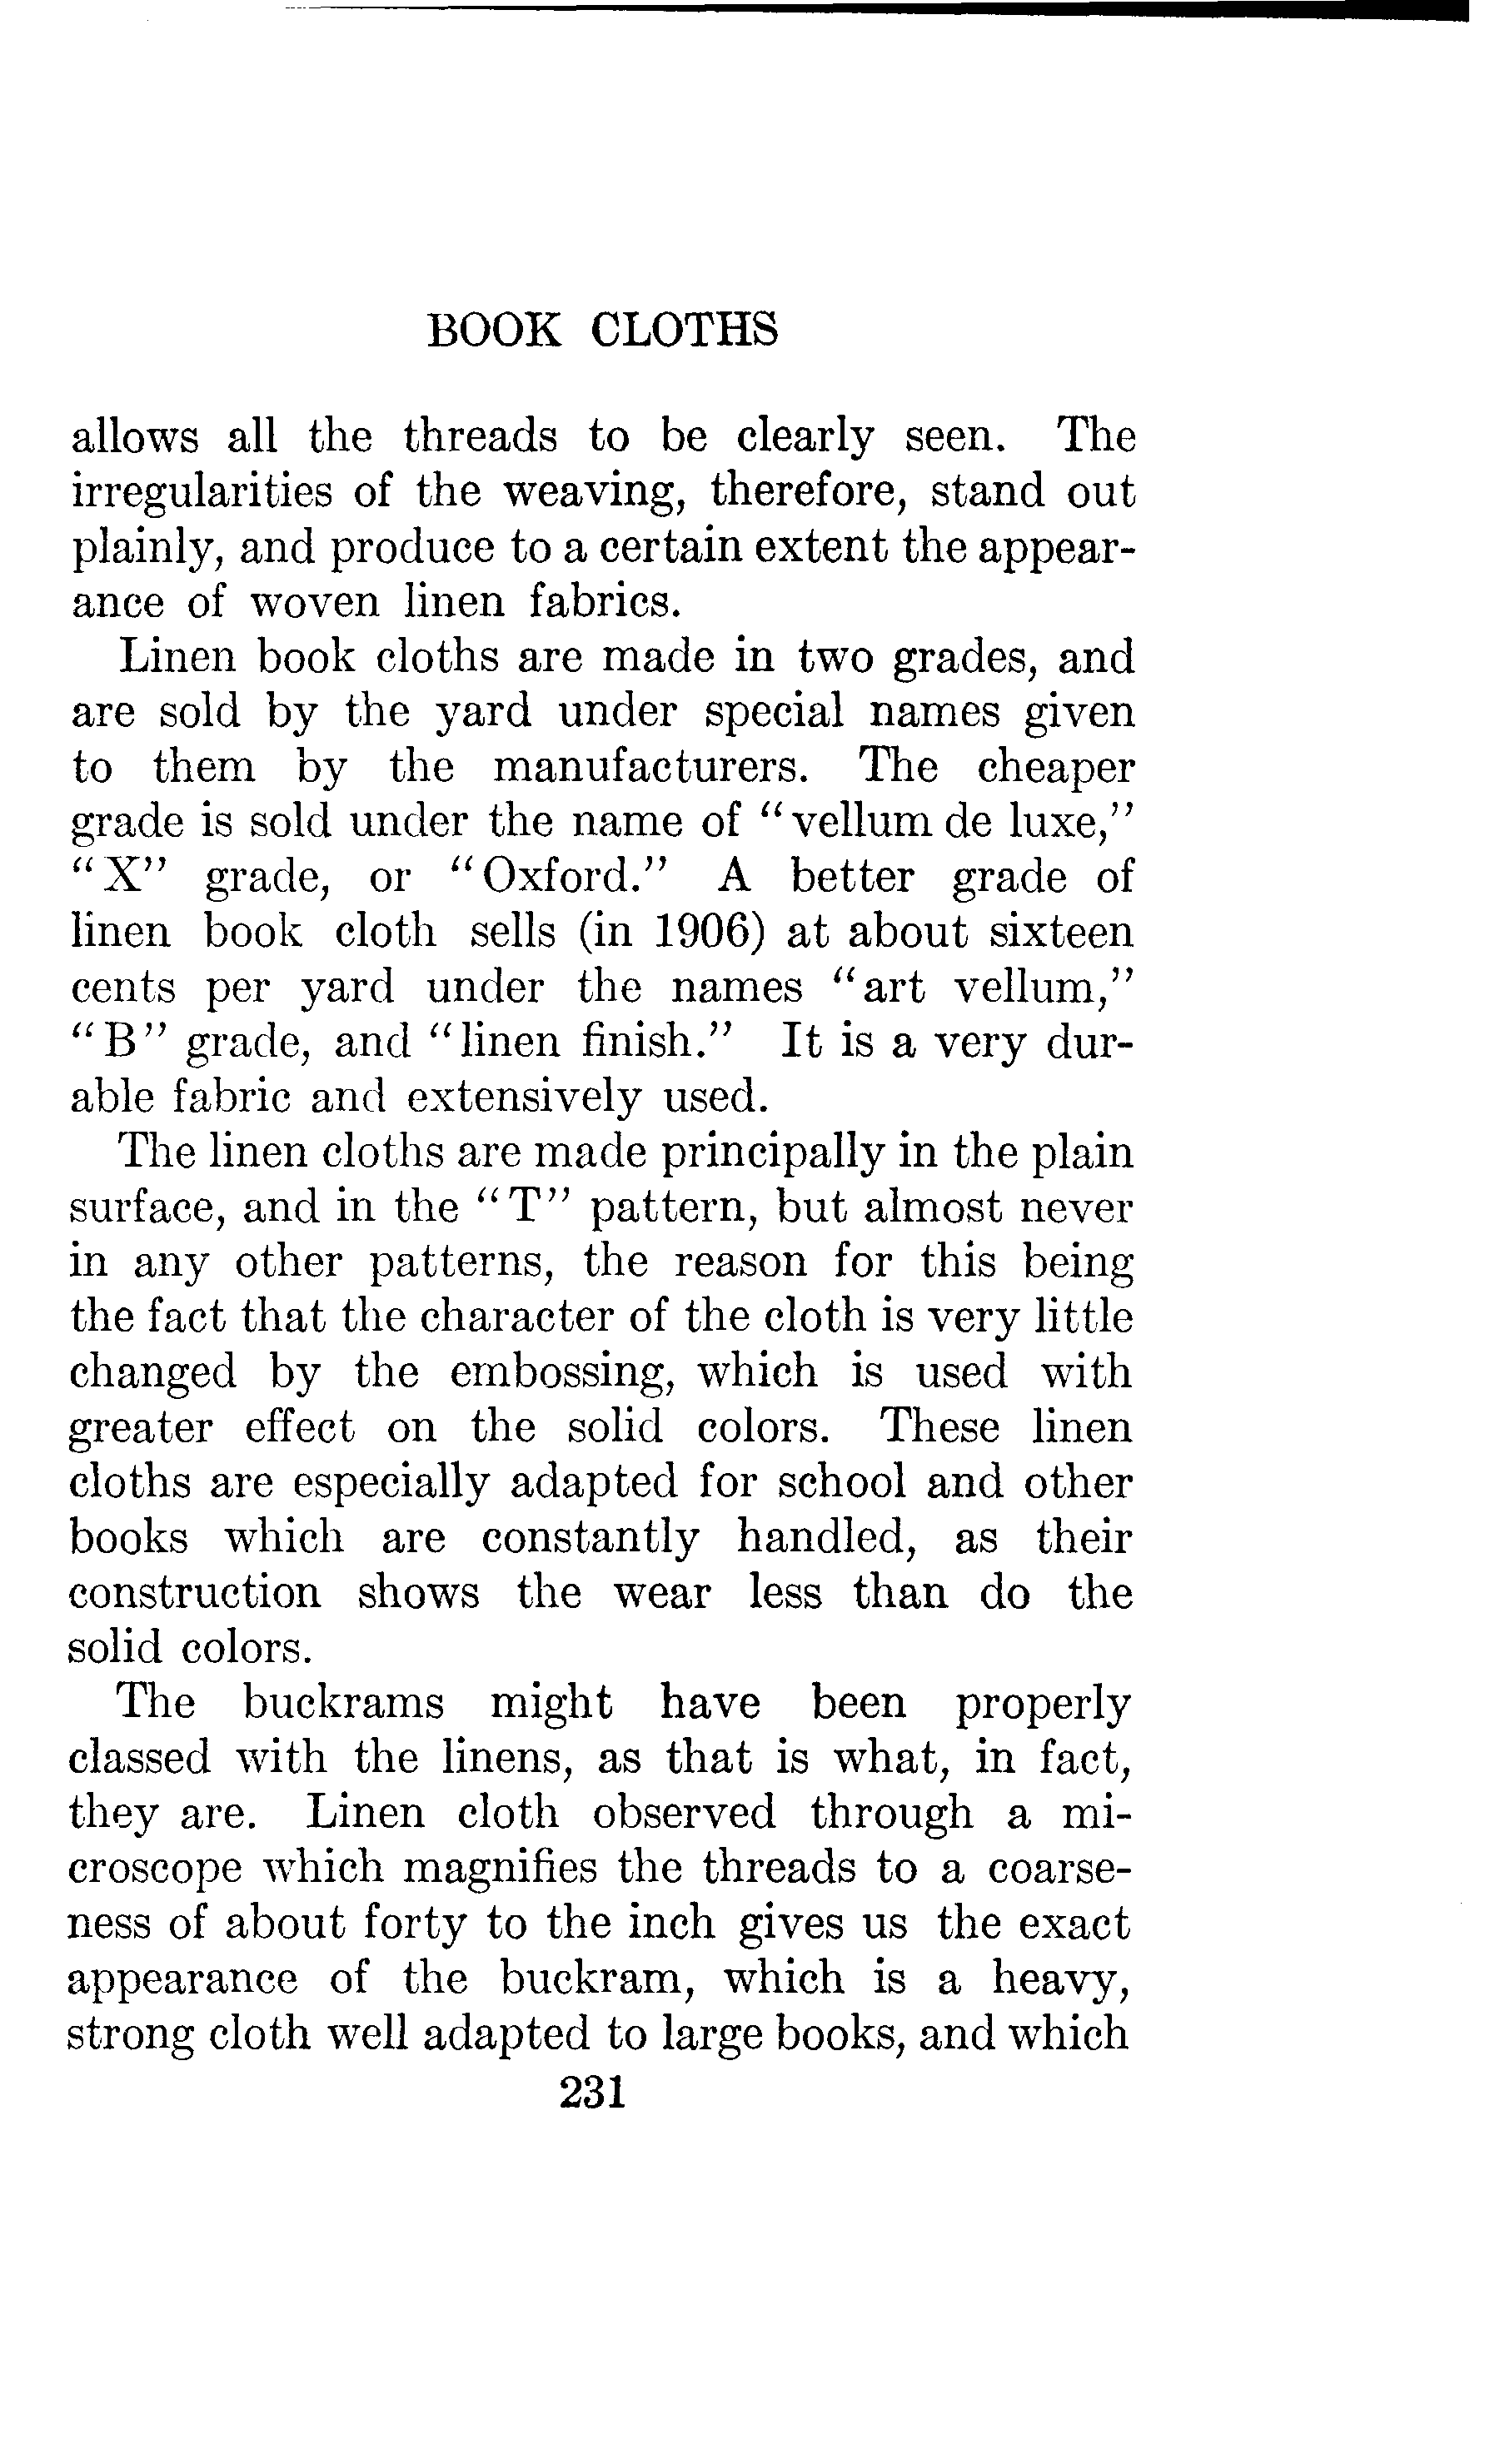 BOOK CLOTHS
allows all the threads to be clearly seen. The
irregularities of the weaving, therefore, stand out
plainly, and produce to a certain extent the appear-
ance of woven linen fabrics.
Linen book cloths are made in two grades, and
are sold by the yard under special names given
to them by the manufacturers. The cheaper
grade is sold under the name of "vellum de luxe,"
"X" grade, or "Oxford." A better grade of
linen book cloth sells (in 1906) at about sixteen
cents per yard under the names "art vellum,"
"B" grade, and "linen finish." It is a very dur-
able fabric and extensively used.
The linen cloths are made principally in the plain
surface, and in the "T" pattern, but almost never
in any other patterns, the reason for this being
the fact that the character of the cloth is very little
changed by the embossing, which is used with
greater effect on the solid colors. These linen
cloths are especially adapted for school and other
books which are constantly handled, as their
construction shows the wear less than do the
solid colors.
The buckrams might have been properly
classed with the linens, as that is what, in fact,
they are. Linen cloth observed through a mi-
croscope which magnifies the threads to a coarse-
ness of about forty to the inch gives us the exact
appearance of the buckram, which is a heavy,
strong cloth well adapted to large books, and which
231